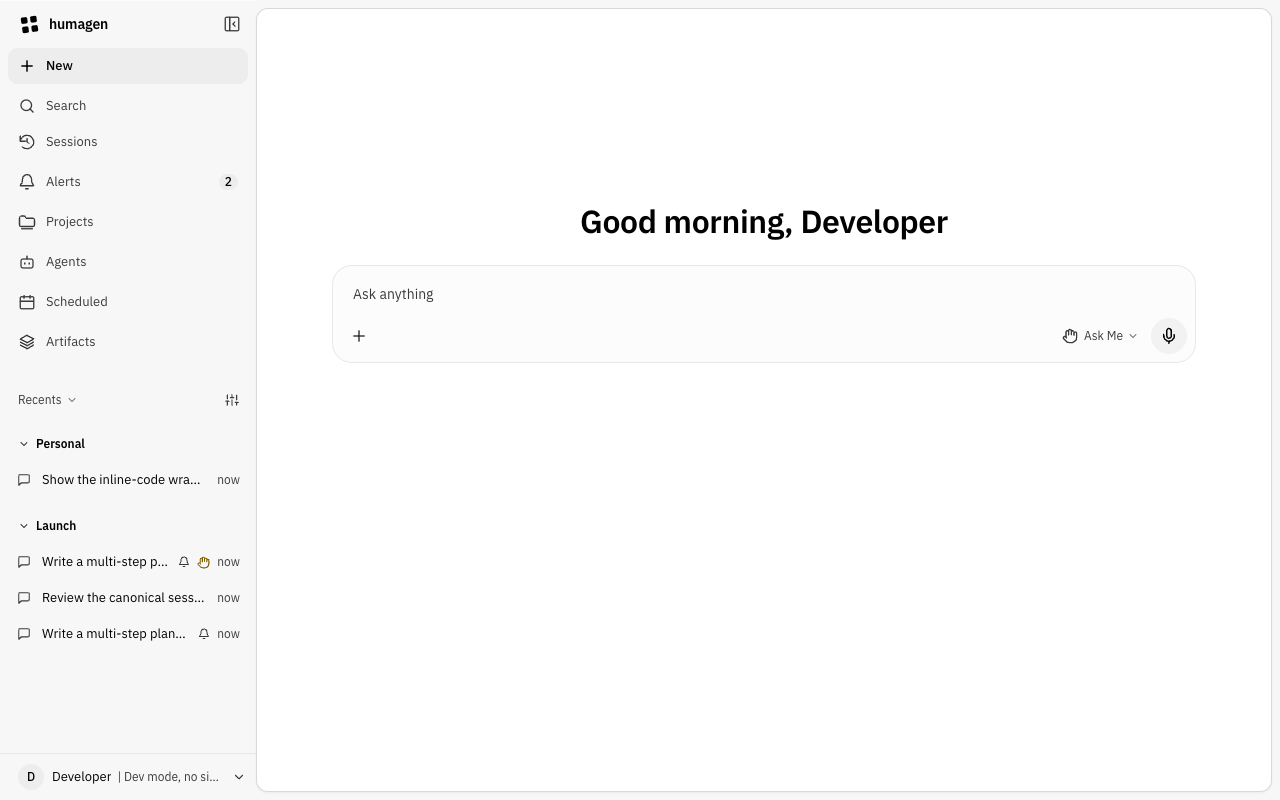 humagen
New
Search
Sessions
Alerts 2
Projects
Agents
Scheduled
Artifacts
Recents
Personal
Show the inline-code wra... now
Launch
Write a multi-step p... now
Review the canonical sess... now
Write a multi-step plan... now
D Developer | Dev mode, no si...
Good morning, Developer
Ask anything
Ask Me